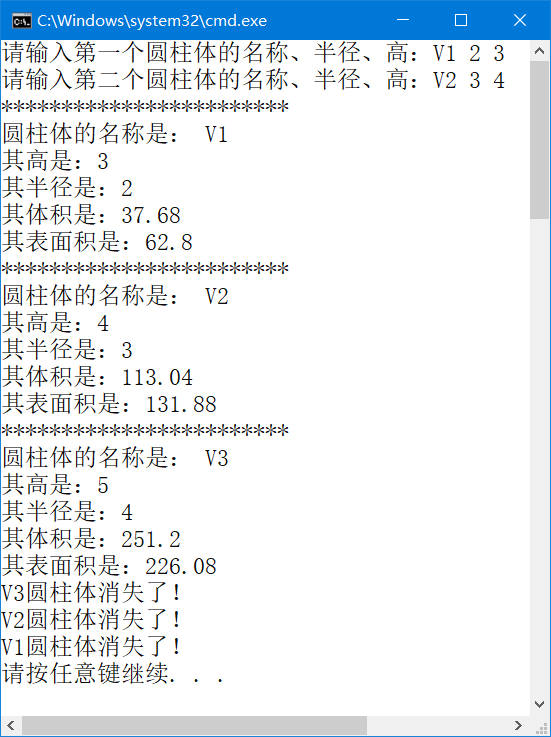 C:\Windows\system32\cmd.exe
请输入第一个圆柱体的名称、半径、高：V1 2 3
请输入第二个圆柱体的名称、半径、高：V2 3 4
************************
圆柱体的名称是： V1
其高是：3
其半径是：2
其体积是：37.68
其表面积是：62.8
************************
圆柱体的名称是： V2
其高是：4
其半径是：3
其体积是：113.04
其表面积是：131.88
************************
圆柱体的名称是： V3
其高是：5
其半径是：4
其体积是：251.2
其表面积是：226.08
V3圆柱体消失了!
V2圆柱体消失了!
V1圆柱体消失了!
请按任意键继续. . .